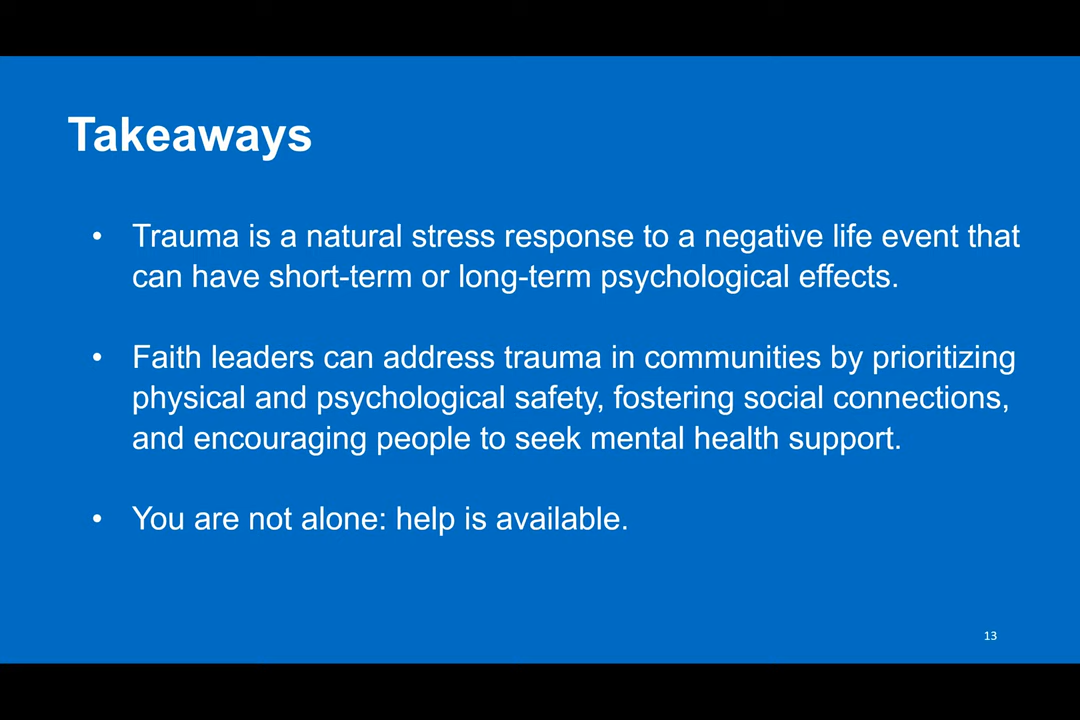 Takeaways
• Trauma is a natural stress response to a negative life event that
can have short-term or long-term psychological effects.
• Faith leaders can address trauma in communities by prioritizing
physical and psychological safety, fostering social connections,
and encouraging people to seek mental health support.
• You are not alone: help is available.
13